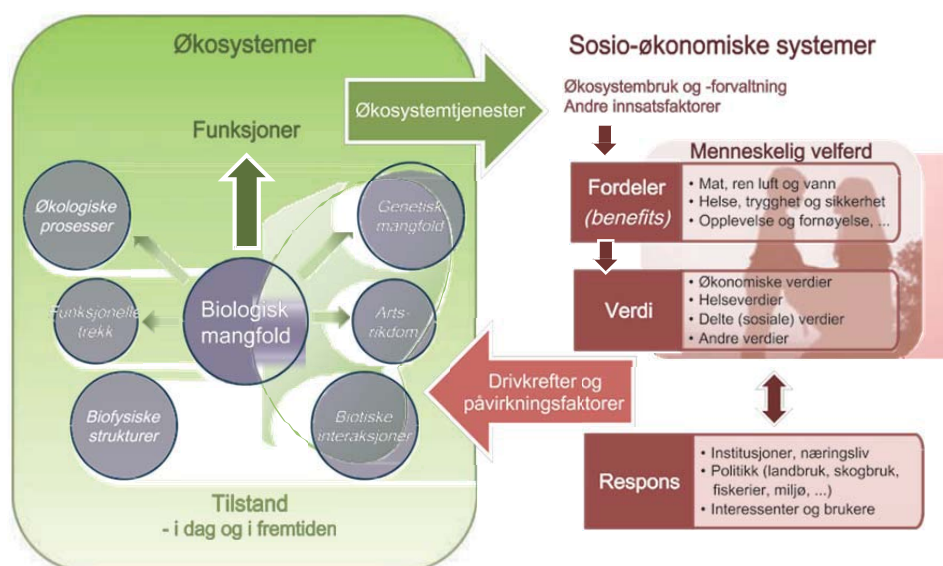 Økosystemer
Funksjoner
Økologiske
prosesser
Genetisk
mangfold
Funksjonelle
trekk
Biologisk
mangfold
Arts-
rikdom
Biofysiske
strukturer
Biotiske
interaksjoner
Tilstand
- i dag og i fremtiden
Økosystemtjenester
Drivkrefter og
påvirkningsfaktorer
Sosio-økonomiske systemer
Økosystembruk og -forvaltning
Andre innsatsfaktorer
Menneskelig velferd
Fordeler
(benefits)
• Mat, ren luft og vann
• Helse, trygghet og sikkerhet
• Opplevelse og fornøyelse, ...
Verdi
• Økonomiske verdier
• Helseverdier
• Delte (sosiale) verdier
• Andre verdier
Respons
• Institusjoner, næringsliv
• Politikk (landbruk, skogbruk,
fiskerier, miljø, ...)
• Interessenter og brukere